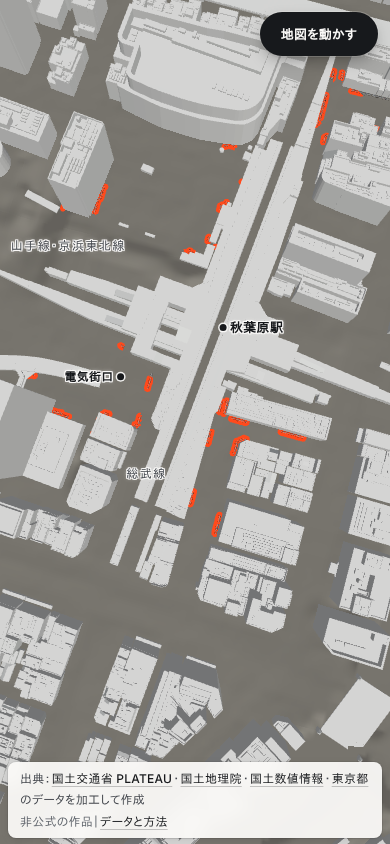 地図を動かす
山手線・京浜東北線
秋葉原駅
電気街口
総武線
出典：国土交通省 PLATEAU・国土地理院・国土数値情報・東京都
のデータを加工して作成
非公式の作品|データと方法